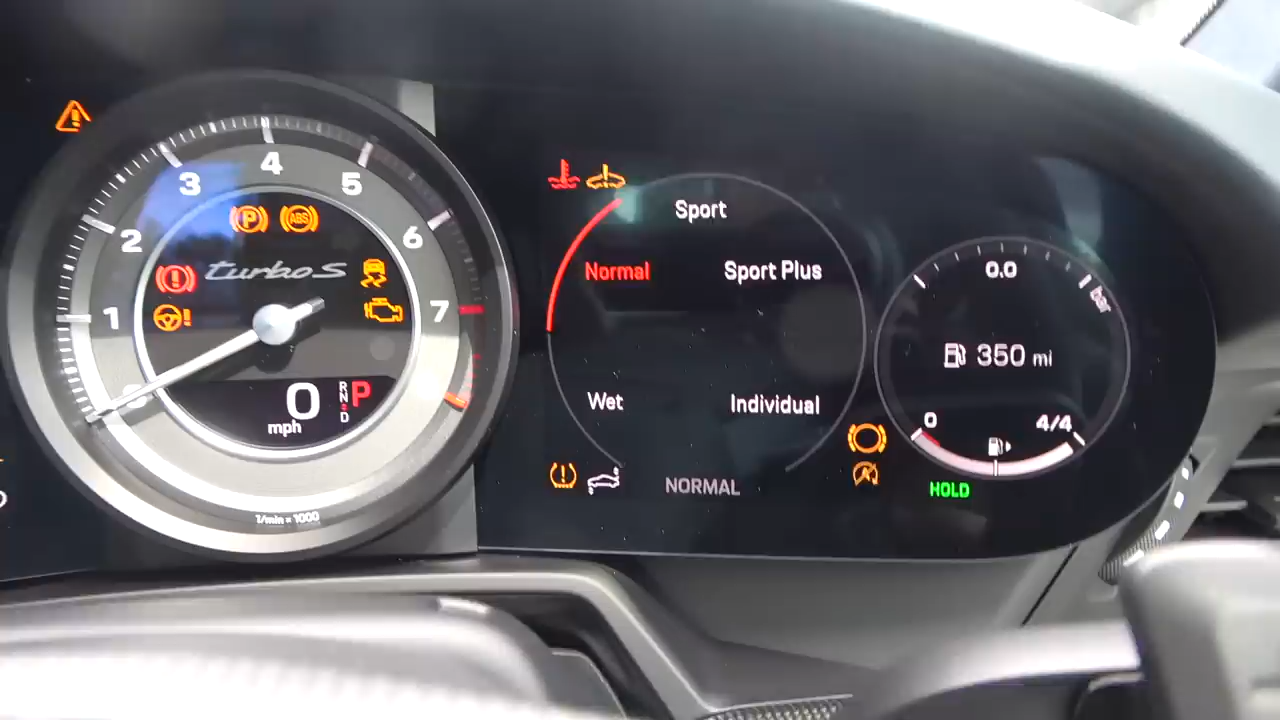 1
2
3
4
5
6
7
P
ABS
turbo S
0
mph
R
N
D
P
1/min = 1000
Sport
Normal
Sport Plus
Wet
Individual
NORMAL
0.0
bar
350 mi
0
4/4
HOLD